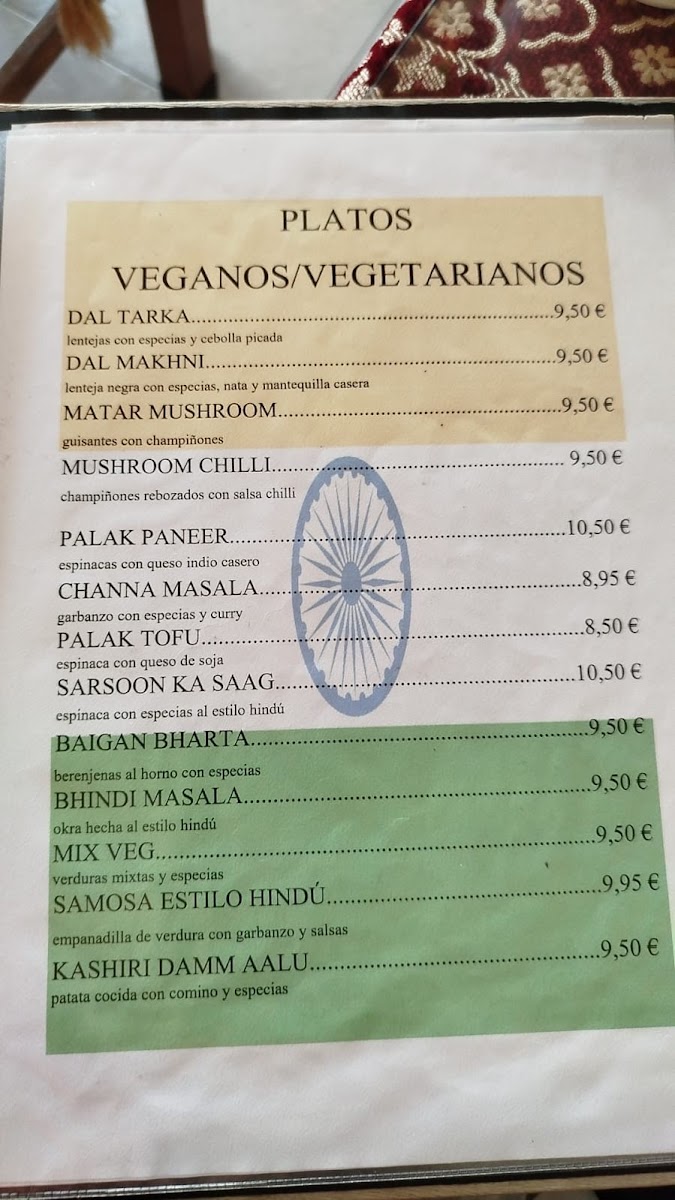 PLATOS
VEGANOS/VEGETARIANOS
DAL TARKA..........................................................9,50 €
lentejas con especias y cebolla picada
DAL MAKHNI........................................................9,50 €
lenteja negra con especias, nata y mantequilla casera
MATAR MUSHROOM.............................................9,50 €
guisantes con champiñones
MUSHROOM CHILLI.............................................. 9,50 €
champiñones rebozados con salsa chilli
PALAK PANEER.....................................................10,50 €
espinacas con queso indio casero
CHANNA MASALA...................................................8,95 €
garbanzo con especias y curry
PALAK TOFU............................................................8,50 €
espinaca con queso de soja
SARSOON KA SAAG...............................................10,50 €
espinaca con especias al estilo hindú
BAIGAN BHARTA.....................................................9,50 €
berenjenas al horno con especias
BHINDI MASALA......................................................9,50 €
okra hecha al estilo hindú
MIX VEG....................................................................9,50 €
verduras mixtas y especias
SAMOSA ESTILO HINDÚ..........................................9,95 €
empanadilla de verdura con garbanzo y salsas
KASHIRI DAMM AALU.............................................9,50 €
patata cocida con comino y especias